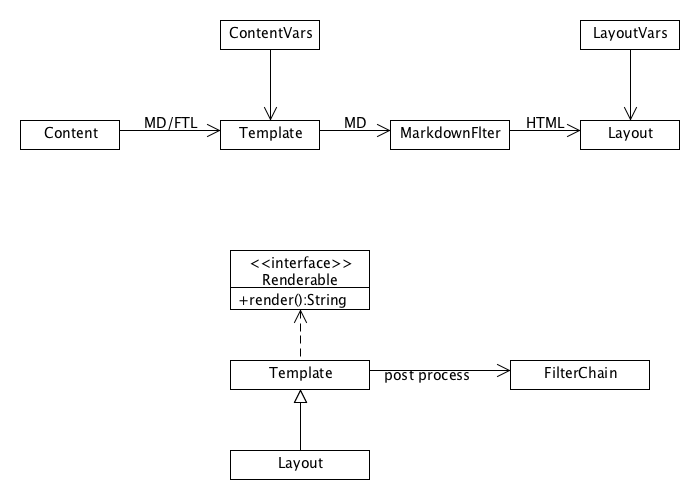 ContentVars
LayoutVars
Content
MD/FTL
Template
MD
MarkdownFlter
HTML
Layout
<<interface>>
Renderable
+render():String
Template
post process
FilterChain
Layout